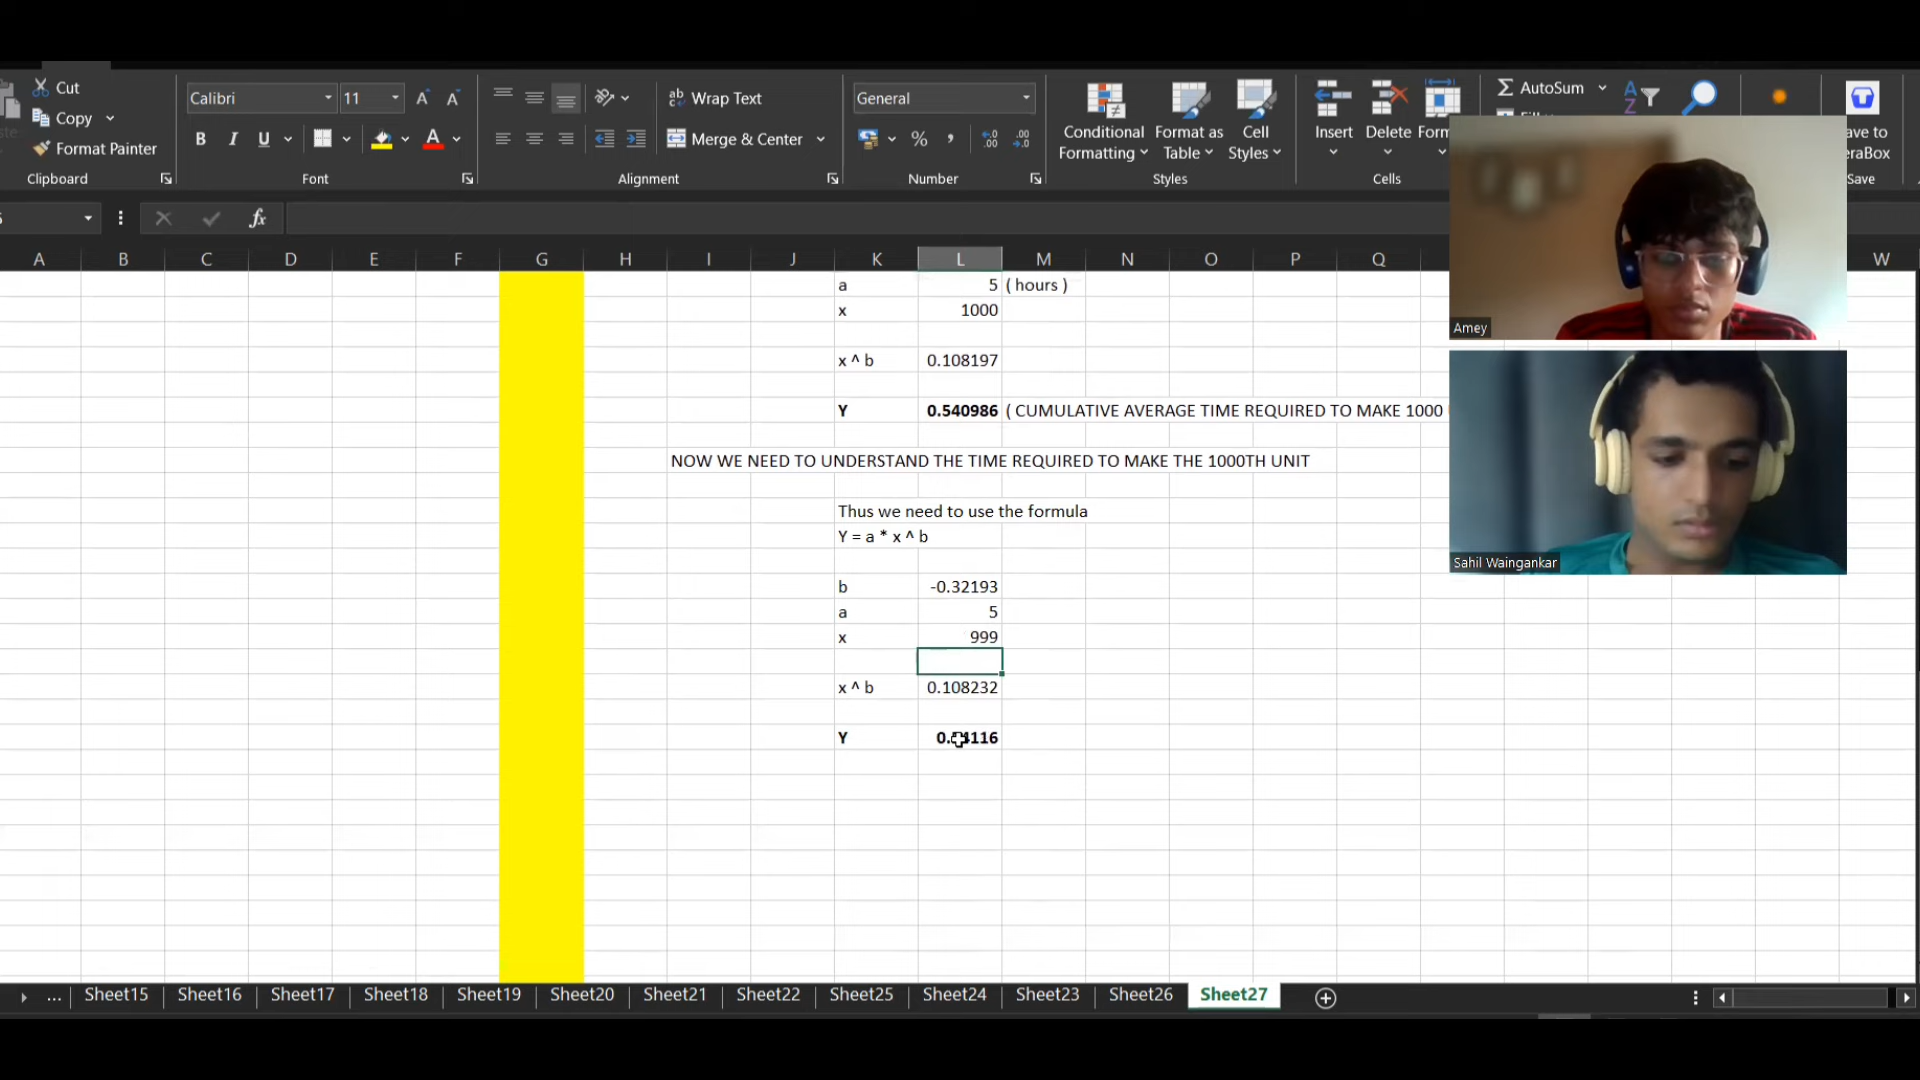 Cut
Copy
Format Painter
Clipboard
Calibri 11
B I U
Font
Wrap Text
Merge & Center
Alignment
General
Number
Conditional Formatting
Format as Table
Cell Styles
Styles
Insert
Delete
Cells
AutoSum
Save
fx
A B C D E F G H I J K L M N O P Q W
a 5 ( hours )
x 1000
x ^ b 0.108197
Y 0.540986 ( CUMULATIVE AVERAGE TIME REQUIRED TO MAKE 1000
NOW WE NEED TO UNDERSTAND THE TIME REQUIRED TO MAKE THE 1000TH UNIT
Thus we need to use the formula
Y = a * x ^ b
b -0.32193
a 5
x 999
x ^ b 0.108232
Y
Amey
Sahil Waingankar
... Sheet15 Sheet16 Sheet17 Sheet18 Sheet19 Sheet20 Sheet21 Sheet22 Sheet25 Sheet24 Sheet23 Sheet26 Sheet27